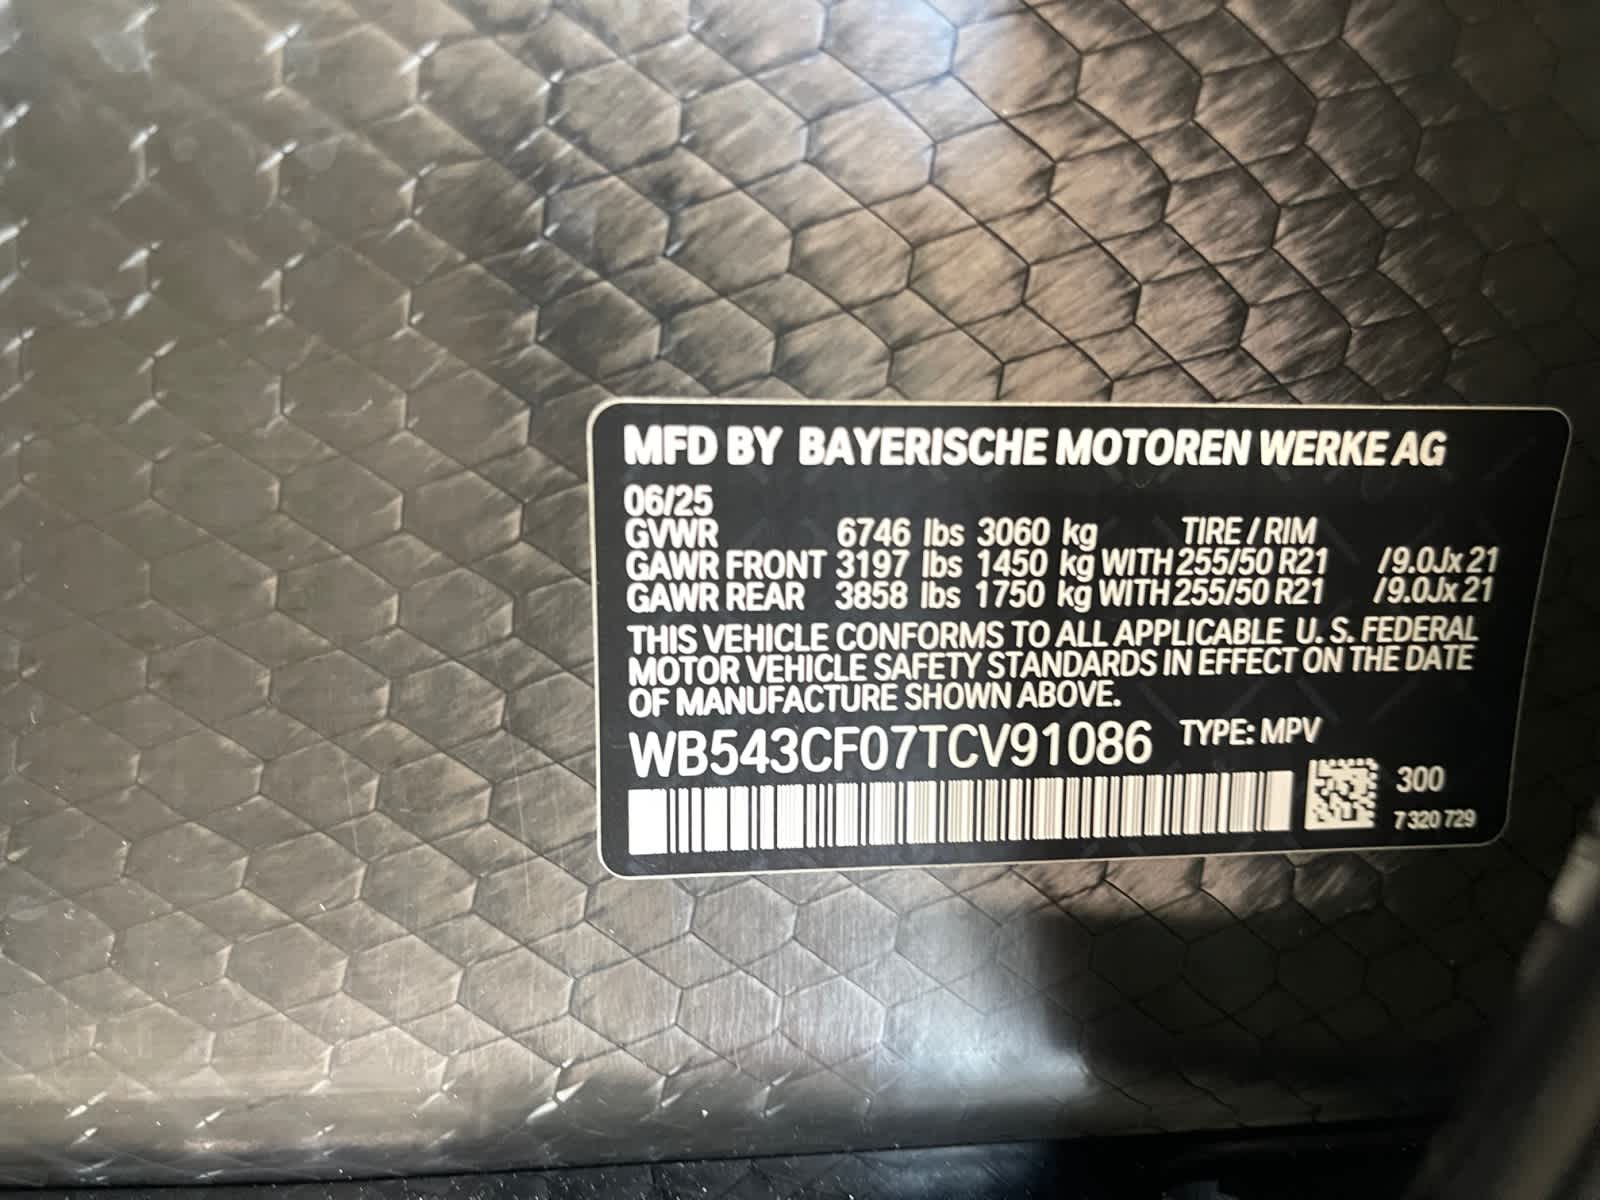 MFD BY BAYERISCHE MOTOREN WERKE AG
06/25
GVWR 6746 lbs 3060 kg TIRE / RIM
GAWR FRONT 3197 lbs 1450 kg WITH 255/50 R21 /9.0Jx 21
GAWR REAR 3858 lbs 1750 kg WITH 255/50 R21 /9.0Jx 21
THIS VEHICLE CONFORMS TO ALL APPLICABLE U. S. FEDERAL
MOTOR VEHICLE SAFETY STANDARDS IN EFFECT ON THE DATE
OF MANUFACTURE SHOWN ABOVE.
WB543CF07TCV91086 TYPE: MPV
300
7 320 729